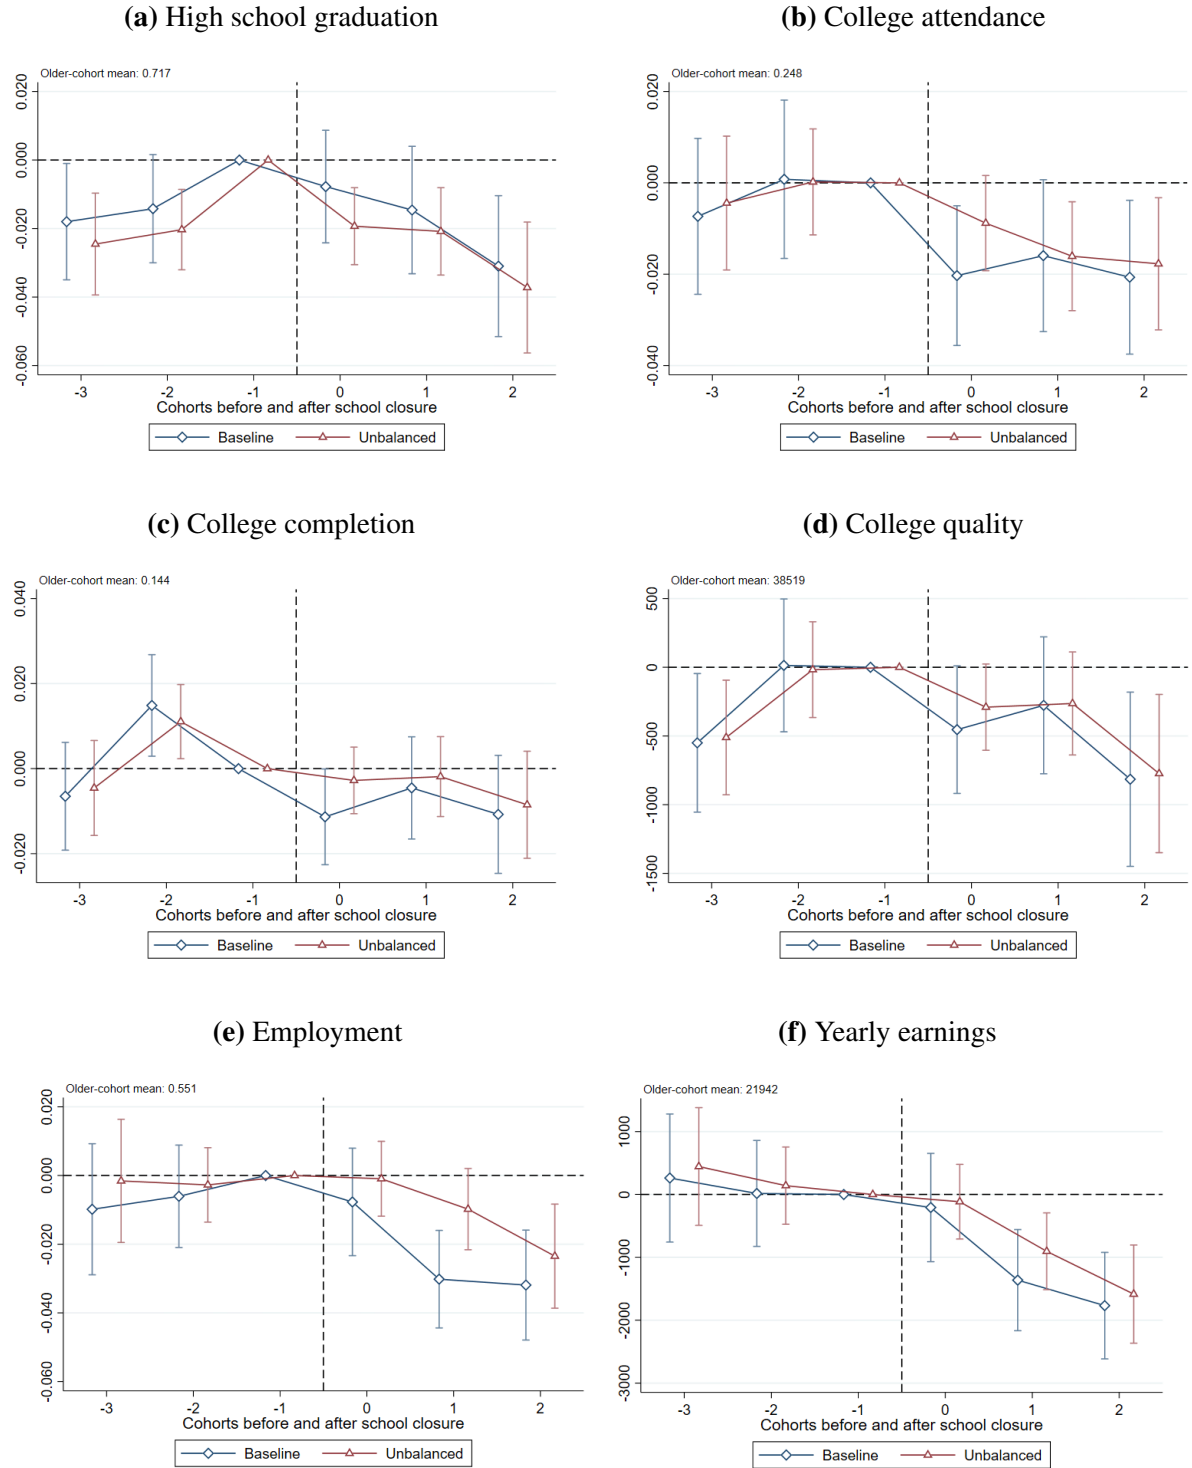 (a) High school graduation
Older-cohort mean: 0.717
0.020
0.000
-0.020
-0.040
-0.060
-3 -2 -1 0 1 2
Cohorts before and after school closure
Baseline Unbalanced
(b) College attendance
Older-cohort mean: 0.248
0.020
0.000
-0.020
-0.040
-3 -2 -1 0 1 2
Cohorts before and after school closure
Baseline Unbalanced
(c) College completion
Older-cohort mean: 0.144
0.040
0.020
0.000
-0.020
-3 -2 -1 0 1 2
Cohorts before and after school closure
Baseline Unbalanced
(d) College quality
Older-cohort mean: 38519
500
0
-500
-1000
-1500
-3 -2 -1 0 1 2
Cohorts before and after school closure
Baseline Unbalanced
(e) Employment
Older-cohort mean: 0.551
0.020
0.000
-0.020
-0.040
-0.060
-3 -2 -1 0 1 2
Cohorts before and after school closure
Baseline Unbalanced
(f) Yearly earnings
Older-cohort mean: 21942
1000
0
-1000
-2000
-3000
-3 -2 -1 0 1 2
Cohorts before and after school closure
Baseline Unbalanced